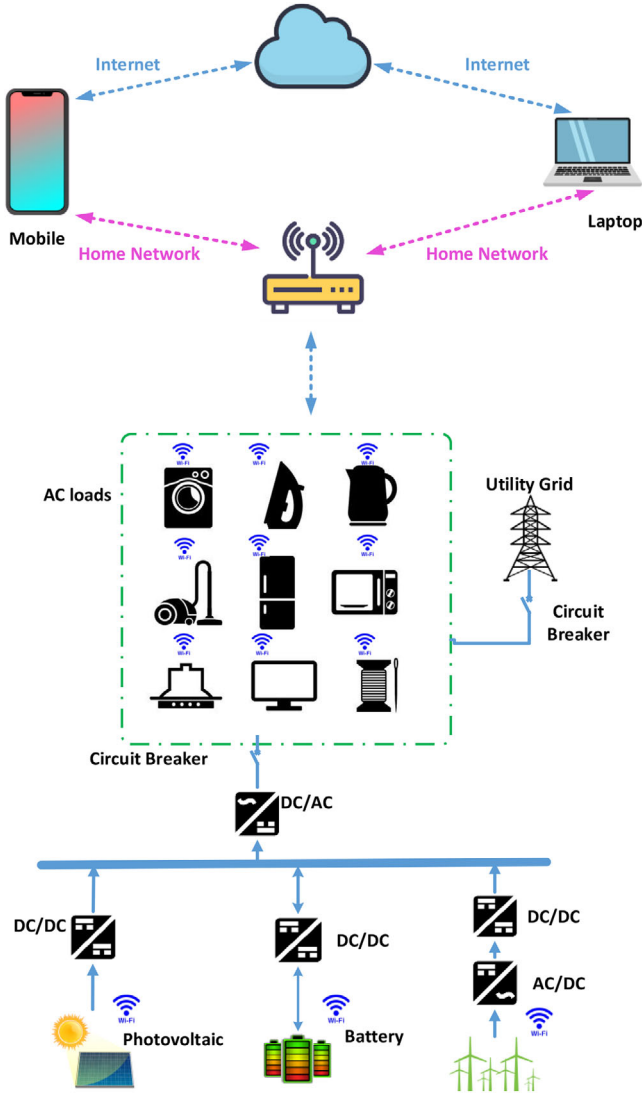 Internet
Internet
Mobile
Laptop
Home Network
Home Network
AC loads
Wi-Fi
Wi-Fi
Wi-Fi
Utility Grid
Wi-Fi
Wi-Fi
Wi-Fi
Circuit
Breaker
Wi-Fi
Wi-Fi
Wi-Fi
Circuit Breaker
DC/AC
DC/DC
DC/DC
DC/DC
AC/DC
Wi-Fi
Photovoltaic
Wi-Fi
Battery
Wi-Fi